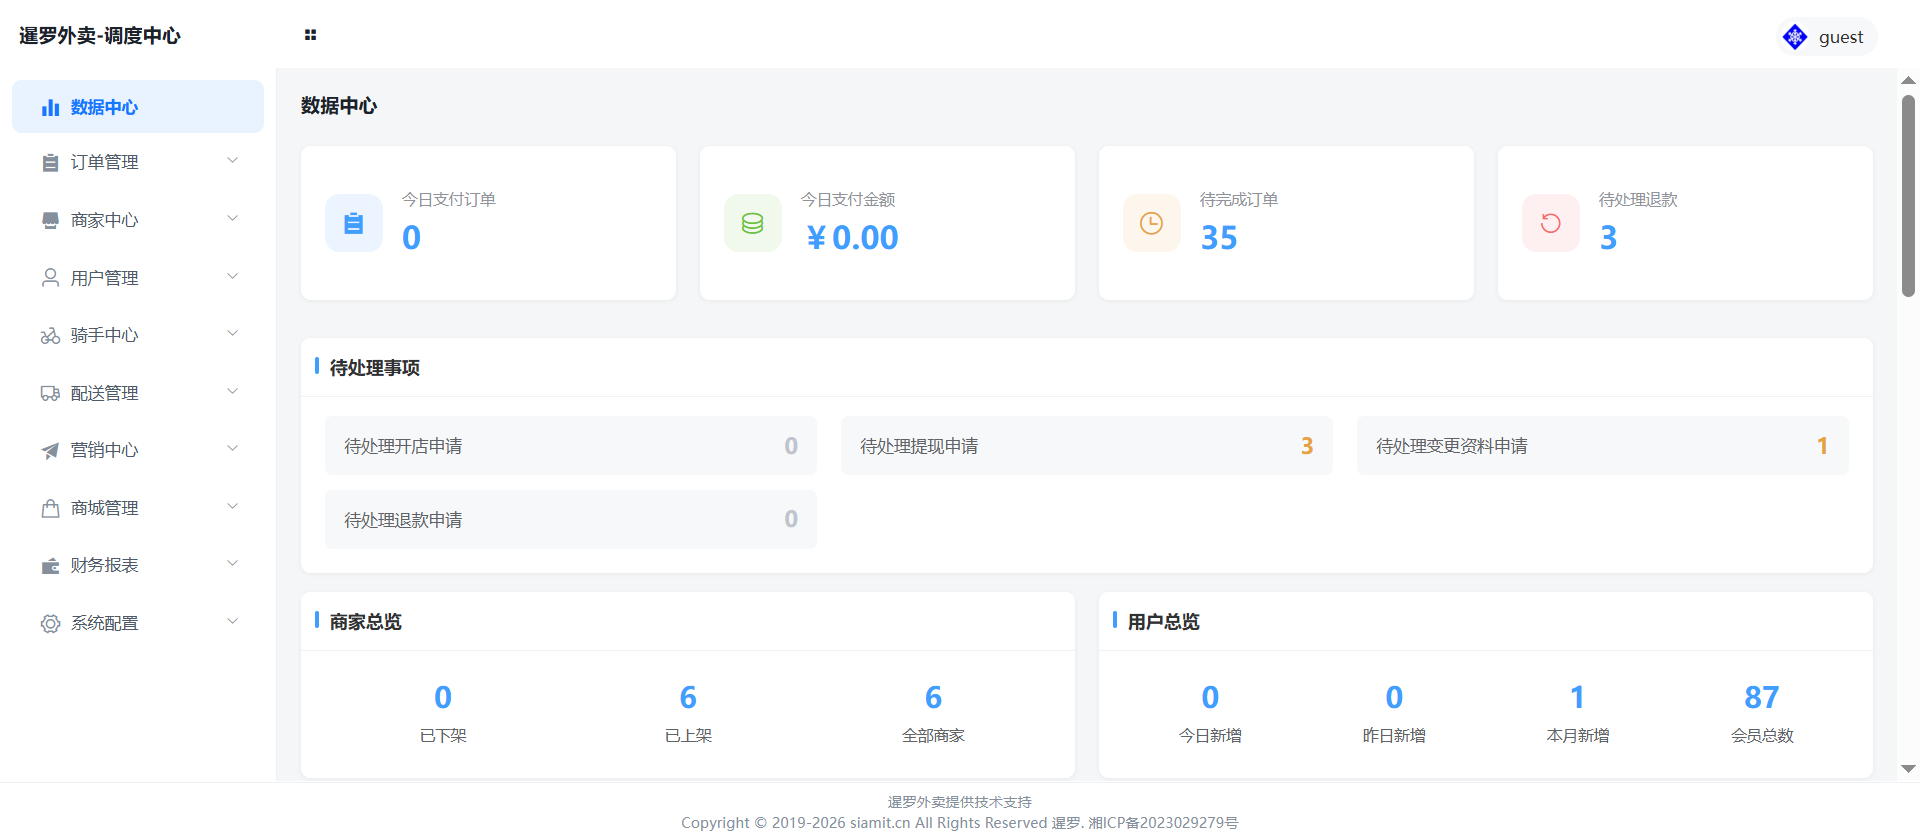 暹罗外卖-调度中心
guest
数据中心
订单管理
商家中心
用户管理
骑手中心
配送管理
营销中心
商城管理
财务报表
系统配置
数据中心
今日支付订单
0
今日支付金额
¥0.00
待完成订单
35
待处理退款
3
待处理事项
待处理开店申请 0
待处理提现申请 3
待处理变更资料申请 1
待处理退款申请 0
商家总览
0 6 6
已下架 已上架 全部商家
用户总览
0 0 1 87
今日新增 昨日新增 本月新增 会员总数
暹罗外卖提供技术支持
Copyright © 2019-2026 siamit.cn All Rights Reserved 暹罗. 湘ICP备2023029279号